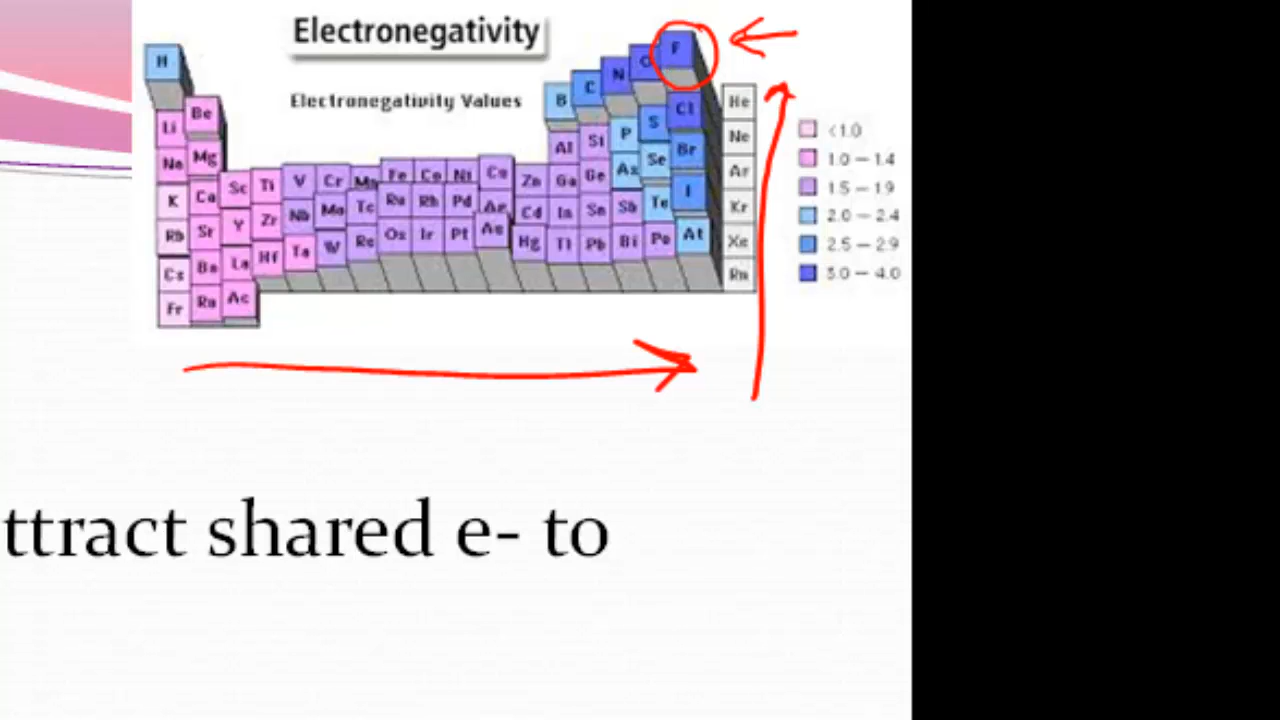 Electronegativity
Electronegativity Values
H
B C N O F
Li Be
He
Al Si P S Cl
Ne
Na Mg
Ar
K Ca Sc Ti V Cr Fe Co Ni Cu Zn Ga Ge As Se Br
Kr
Rb Sr Y Zr Nb Mo Tc Ru Rh Pd Ag Cd In Sn Sb Te I
Xe
Cs Ba La Hf Ta W Re Os Ir Pt Au Hg Tl Pb Bi Po At
Rn
Fr Ra Ac
<1.0
1.0 – 1.4
1.5 – 1.9
2.0 – 2.4
2.5 – 2.9
3.0 – 4.0
ttract shared e- to